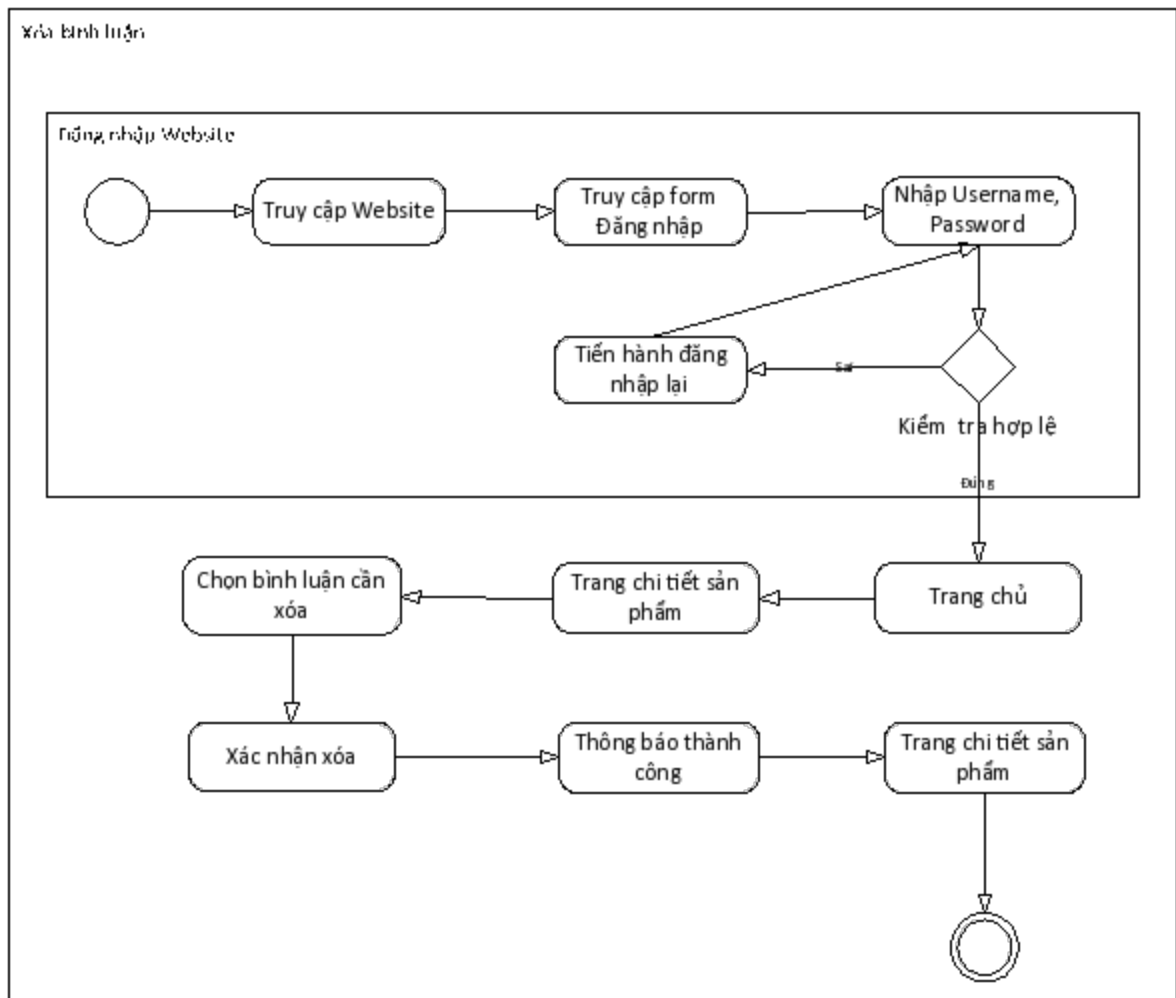 Xóa bình luận
Đăng nhập Website
Truy cập Website
Truy cập form
Đăng nhập
Nhập Username,
Password
Tiến hành đăng
nhập lại
Sai
Kiểm tra hợp lệ
Đúng
Chọn bình luận cần
xóa
Trang chi tiết sản
phẩm
Trang chủ
Xác nhận xóa
Thông báo thành
công
Trang chi tiết sản
phẩm